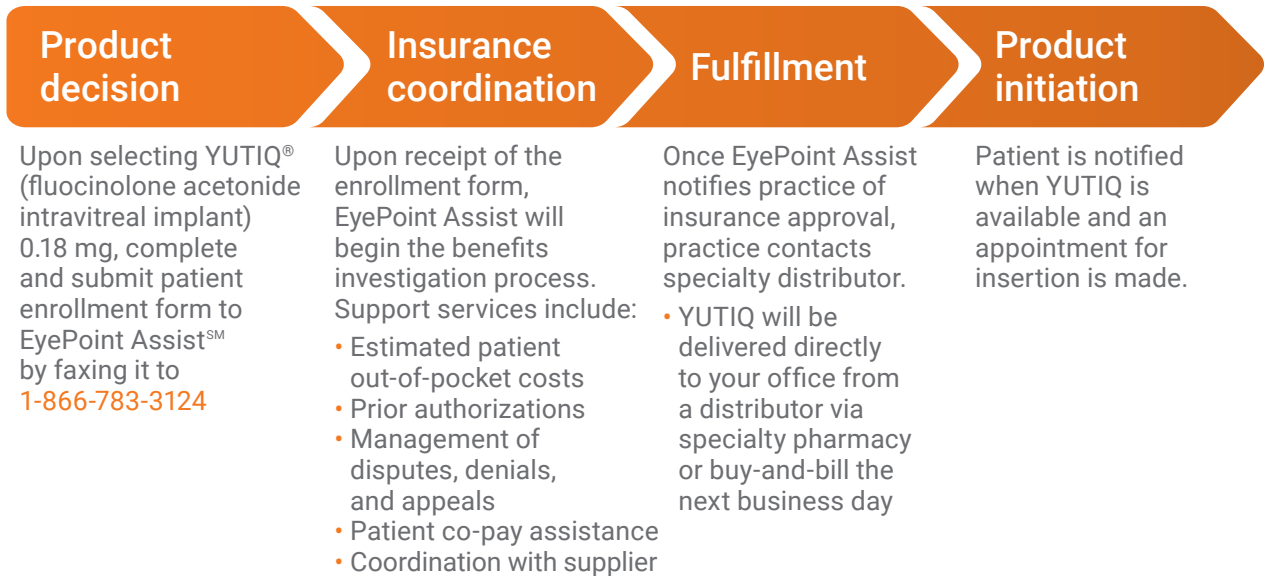 Product
decision
Upon selecting YUTIQ®
(fluocinolone acetonide
intravitreal implant)
0.18 mg, complete
and submit patient
enrollment form to
EyePoint Assist℠
by faxing it to
1-866-783-3124
Insurance
coordination
Upon receipt of the
enrollment form,
EyePoint Assist will
begin the benefits
investigation process.
Support services include:
• Estimated patient
out-of-pocket costs
• Prior authorizations
• Management of
disputes, denials,
and appeals
• Patient co-pay assistance
• Coordination with supplier
Fulfillment
Once EyePoint Assist
notifies practice of
insurance approval,
practice contacts
specialty distributor.
• YUTIQ will be
delivered directly
to your office from
a distributor via
specialty pharmacy
or buy-and-bill the
next business day
Product
initiation
Patient is notified
when YUTIQ is
available and an
appointment for
insertion is made.